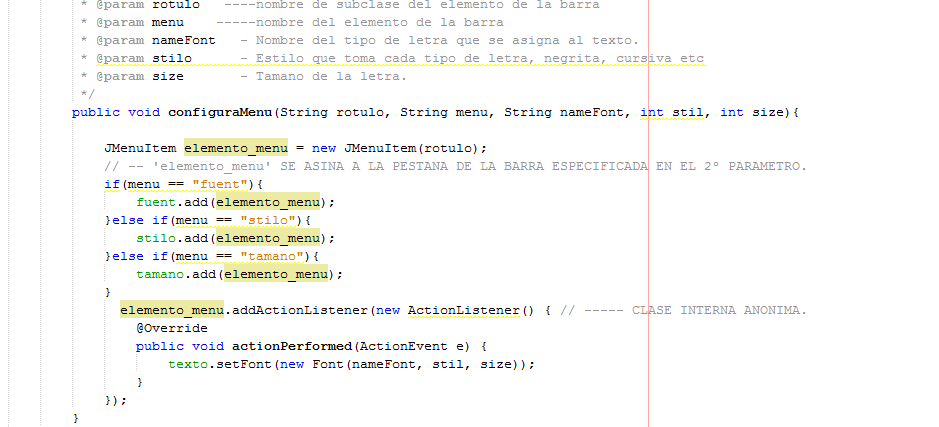 * @param rotulo   ----nombre de subclase del elemento de la barra
* @param menu    -----nombre del elemento de la barra
* @param nameFont   - Nombre del tipo de letra que se asigna al texto.
* @param stilo      - Estilo que toma cada tipo de letra, negrita, cursiva etc
* @param size       - Tamano de la letra.
*/
public void configuraMenu(String rotulo, String menu, String nameFont, int stil, int size){
JMenuItem elemento_menu = new JMenuItem(rotulo);
// -- 'elemento_menu' SE ASINA A LA PESTANA DE LA BARRA ESPECIFICADA EN EL 2º PARAMETRO.
if(menu == "fuent"){
fuent.add(elemento_menu);
}else if(menu == "stilo"){
stilo.add(elemento_menu);
}else if(menu == "tamano"){
tamano.add(elemento_menu);
}
elemento_menu.addActionListener(new ActionListener() { // ----- CLASE INTERNA ANONIMA.
@Override
public void actionPerformed(ActionEvent e) {
texto.setFont(new Font(nameFont, stil, size));
}
});
}